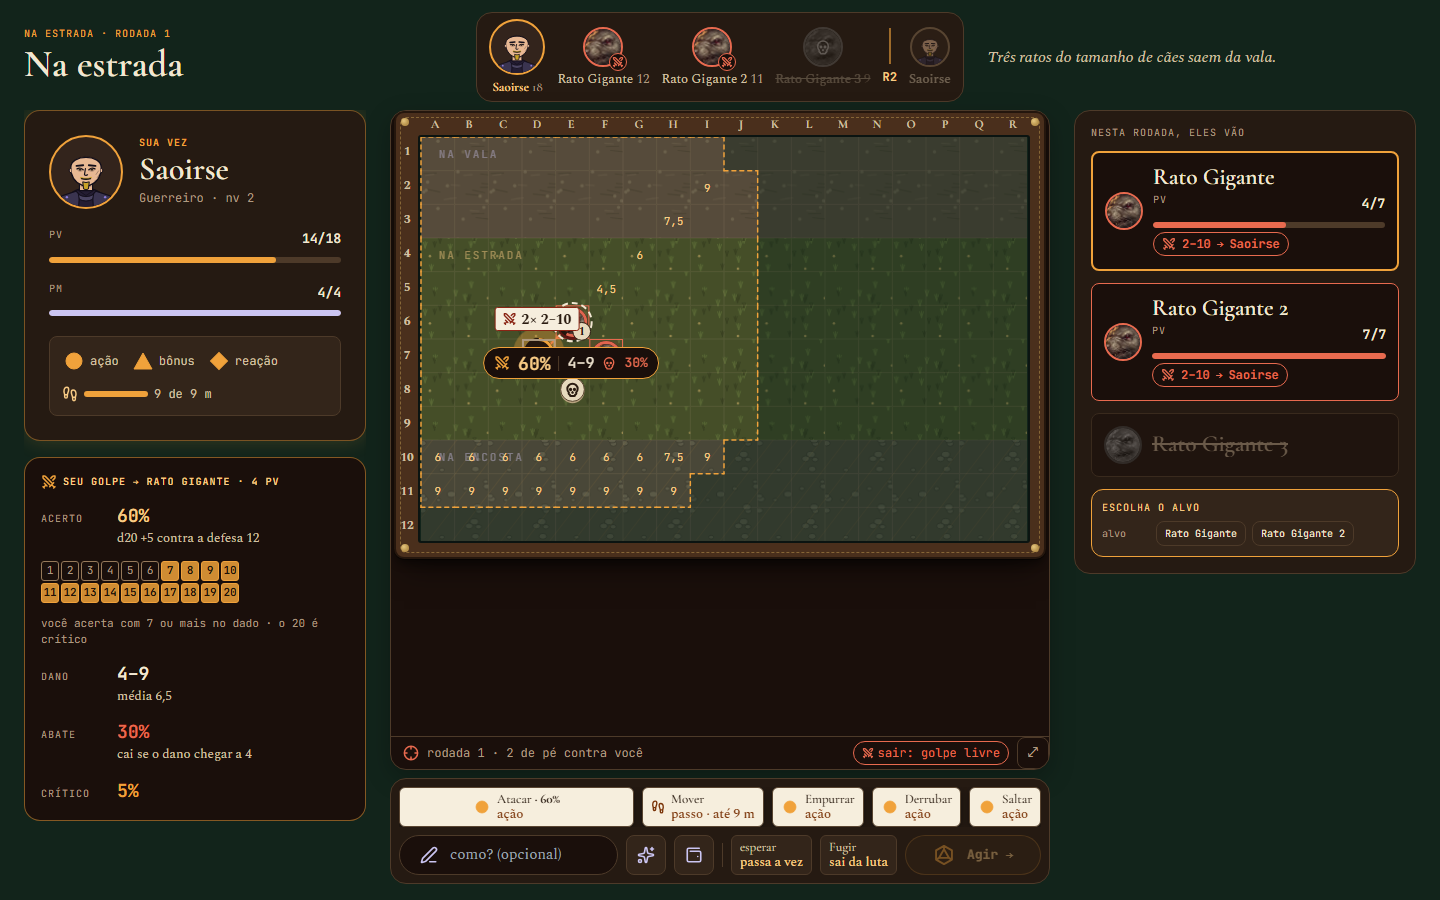 NA ESTRADA · RODADA 1
Na estrada
Saoirse 18
Rato Gigante 12
Rato Gigante 2 11
Rato Gigante 3 9
R2
Saoirse
Três ratos do tamanho de cães saem da vala.
SUA VEZ
Saoirse
Guerreiro · nv 2
PV
14/18
PM
4/4
ação
bônus
reação
9 de 9 m
SEU GOLPE → RATO GIGANTE · 4 PV
ACERTO
60%
d20 +5 contra a defesa 12
1 2 3 4 5 6 7 8 9 10
11 12 13 14 15 16 17 18 19 20
você acerta com 7 ou mais no dado · o 20 é
crítico
DANO
4–9
média 6,5
ABATE
30%
cai se o dano chegar a 4
CRÍTICO
5%
A B C D E F G H I J K L M N O P Q R
1
NA VALA
2
9
3
7,5
4
NA ESTRADA
6
5
4,5
6
2× 2–10
1
7
60% 4–9 30%
8
9
10
NA ENCOSTA
6 6 6 6 6 6 6 7,5 9
11
9 9 9 9 9 9 9 9
12
rodada 1 · 2 de pé contra você
sair: golpe livre
Atacar · 60%
ação
Mover
passo · até 9 m
Empurrar
ação
Derrubar
ação
Saltar
ação
como? (opcional)
esperar
passa a vez
Fugir
sai da luta
Agir →
NESTA RODADA, ELES VÃO
Rato Gigante
PV
4/7
2–10 → Saoirse
Rato Gigante 2
PV
7/7
2–10 → Saoirse
Rato Gigante 3
ESCOLHA O ALVO
alvo
Rato Gigante
Rato Gigante 2